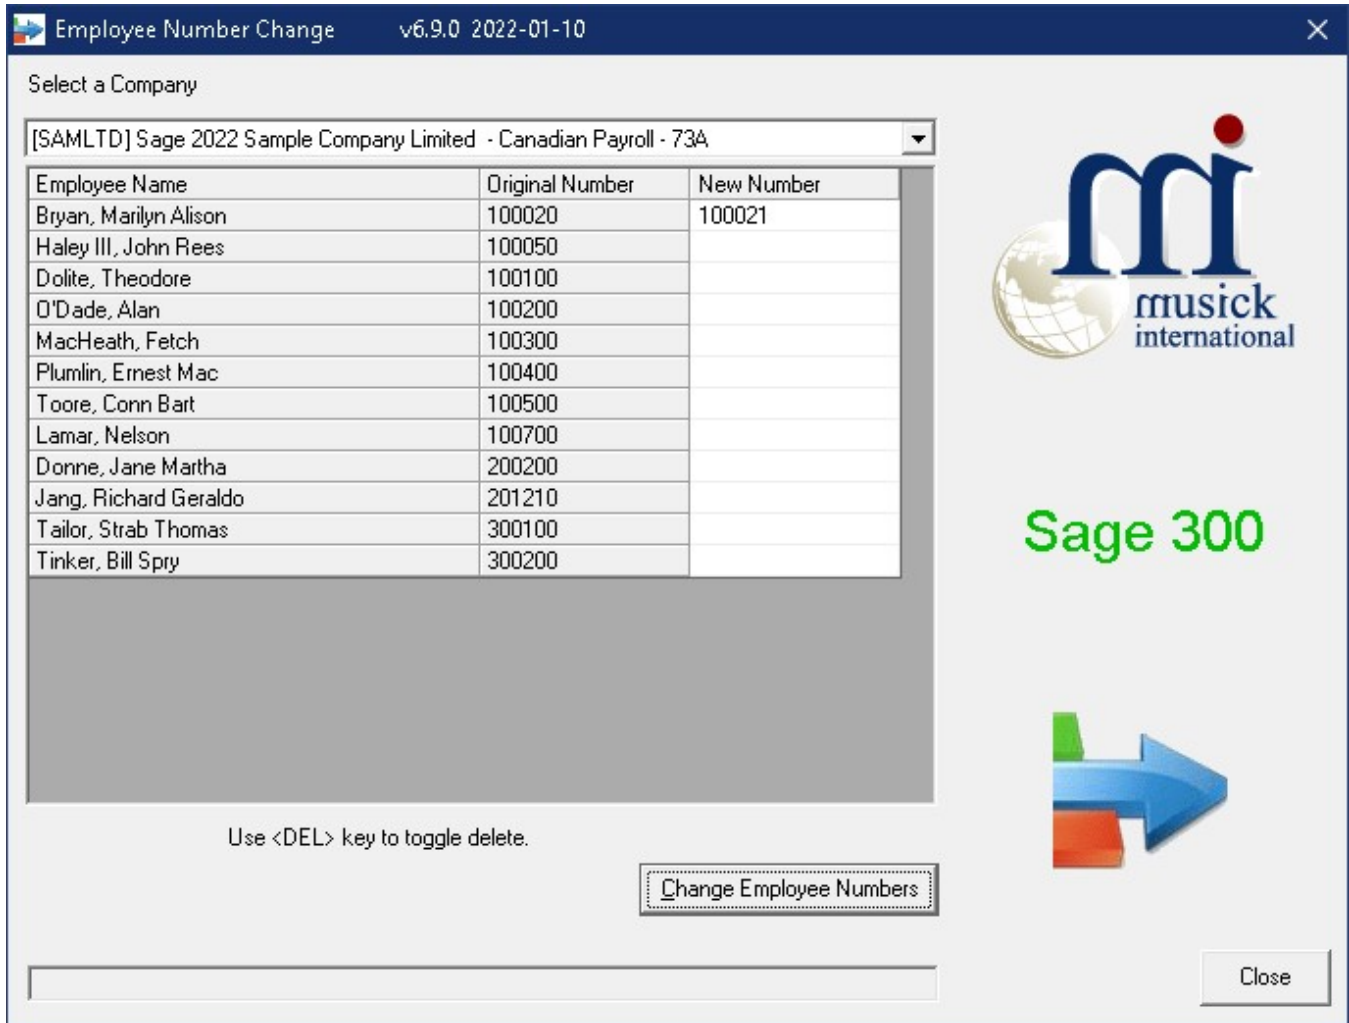 Employee Number Change v6.9.0 2022-01-10
Select a Company
[SAMLTD] Sage 2022 Sample Company Limited - Canadian Payroll - 73A
Employee Name Original Number New Number
Bryan, Marilyn Alison 100020 100021
Haley III, John Rees 100050
Dolite, Theodore 100100
O'Dade, Alan 100200
MacHeath, Fetch 100300
Plumlin, Ernest Mac 100400
Toore, Conn Bart 100500
Lamar, Nelson 100700
Donne, Jane Martha 200200
Jang, Richard Geraldo 201210
Tailor, Strab Thomas 300100
Tinker, Bill Spry 300200
mi
musick
international
Sage 300
Use <DEL> key to toggle delete.
Change Employee Numbers
Close